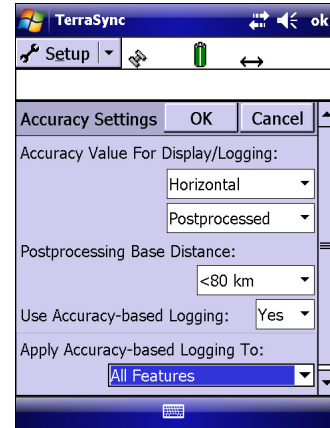 TerraSync ok
Setup
Accuracy Settings OK Cancel
Accuracy Value For Display/Logging:
Horizontal
Postprocessed
Postprocessing Base Distance:
<80 km
Use Accuracy-based Logging: Yes
Apply Accuracy-based Logging To:
All Features